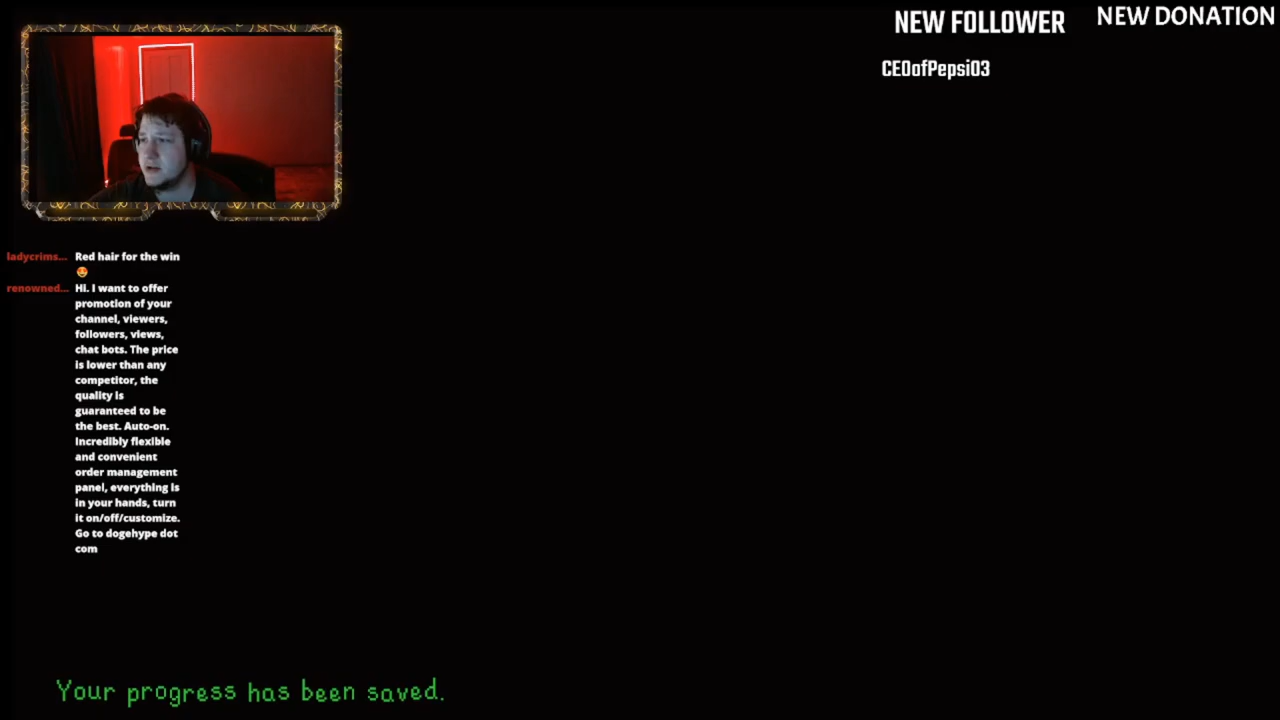 NEW FOLLOWER
NEW DONATION
CEOofPepsi03
ladycrims... Red hair for the win
🤩
renowned... Hi. I want to offer
promotion of your
channel, viewers,
followers, views,
chat bots. The price
is lower than any
competitor, the
quality is
guaranteed to be
the best. Auto-on.
Incredibly flexible
and convenient
order management
panel, everything is
in your hands, turn
it on/off/customize.
Go to dogehype dot
com
Your progress has been saved.